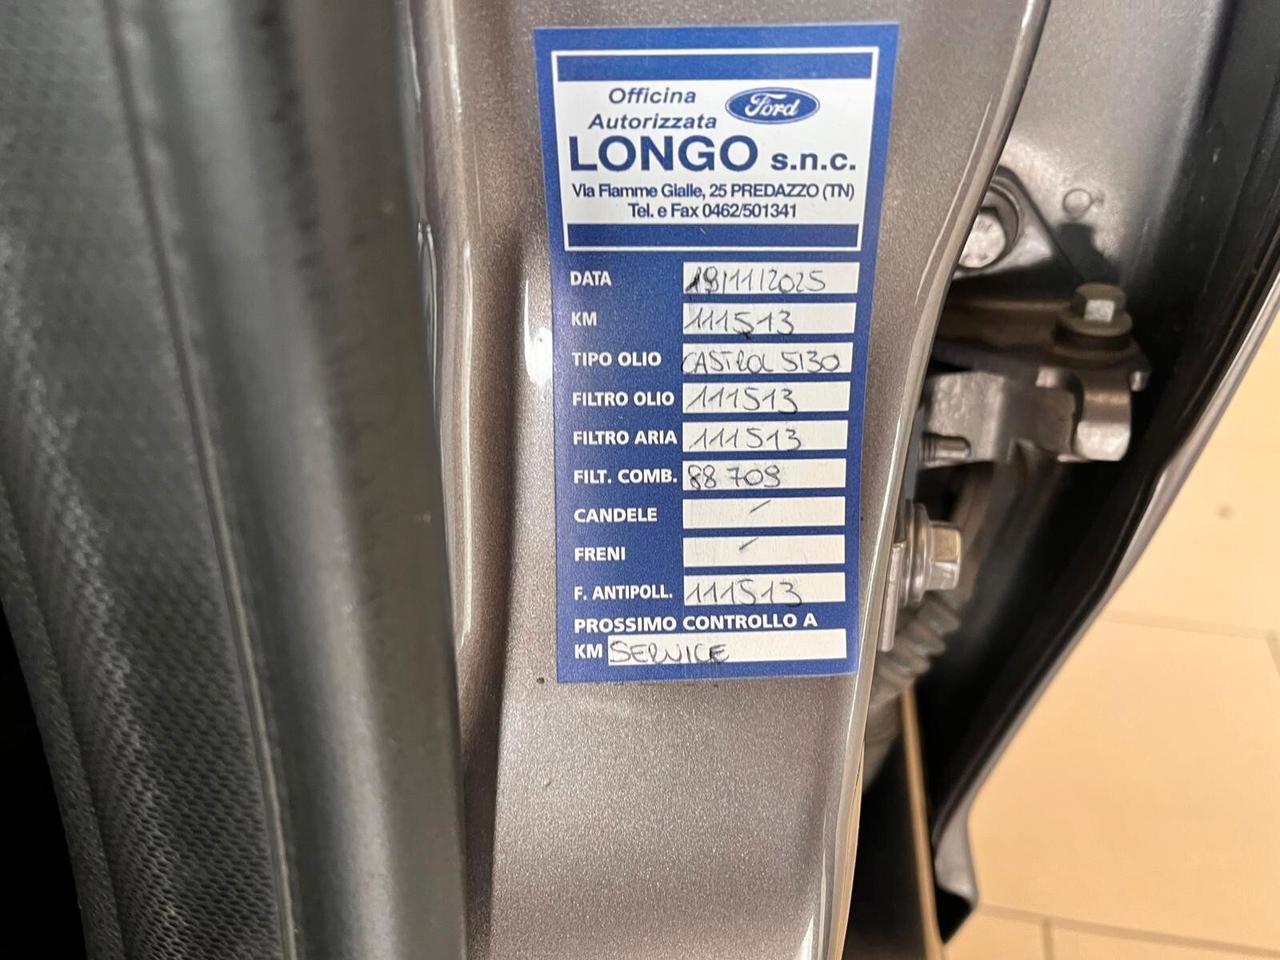 Officina
Autorizzata
Ford
LONGO s.n.c.
Via Fiamme Gialle, 25 PREDAZZO (TN)
Tel. e Fax 0462/501341
DATA 19/11/2025
KM 111513
TIPO OLIO CASTROL 5130
FILTRO OLIO 111513
FILTRO ARIA 111513
FILT. COMB. 88709
CANDELE /
FRENI /
F. ANTIPOLL. 111513
PROSSIMO CONTROLLO A
KM SERVICE